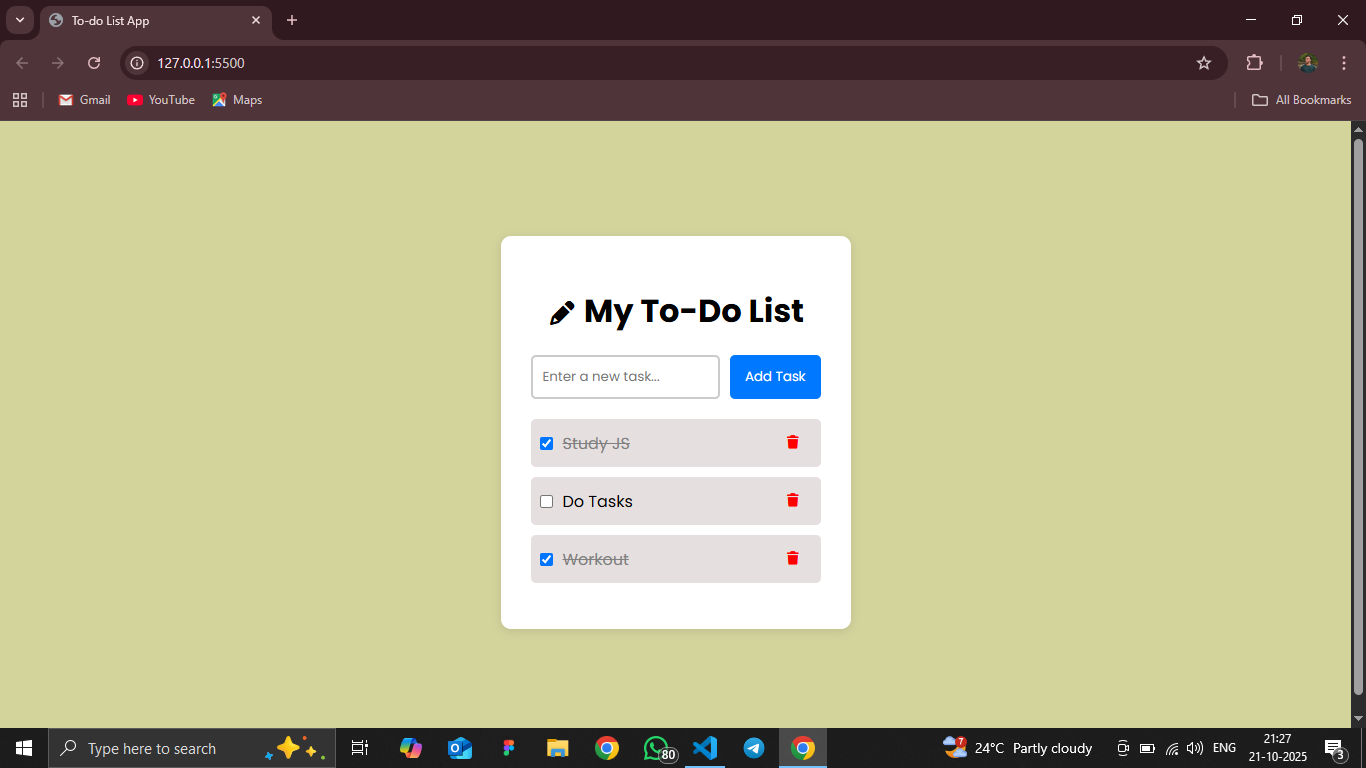 To-do List App
127.0.0.1:5500
Gmail
YouTube
Maps
All Bookmarks
My To-Do List
Enter a new task...
Add Task
Study JS
Do Tasks
Workout
Type here to search
80
7
24°C Partly cloudy
ENG
21:27
21-10-2025
3